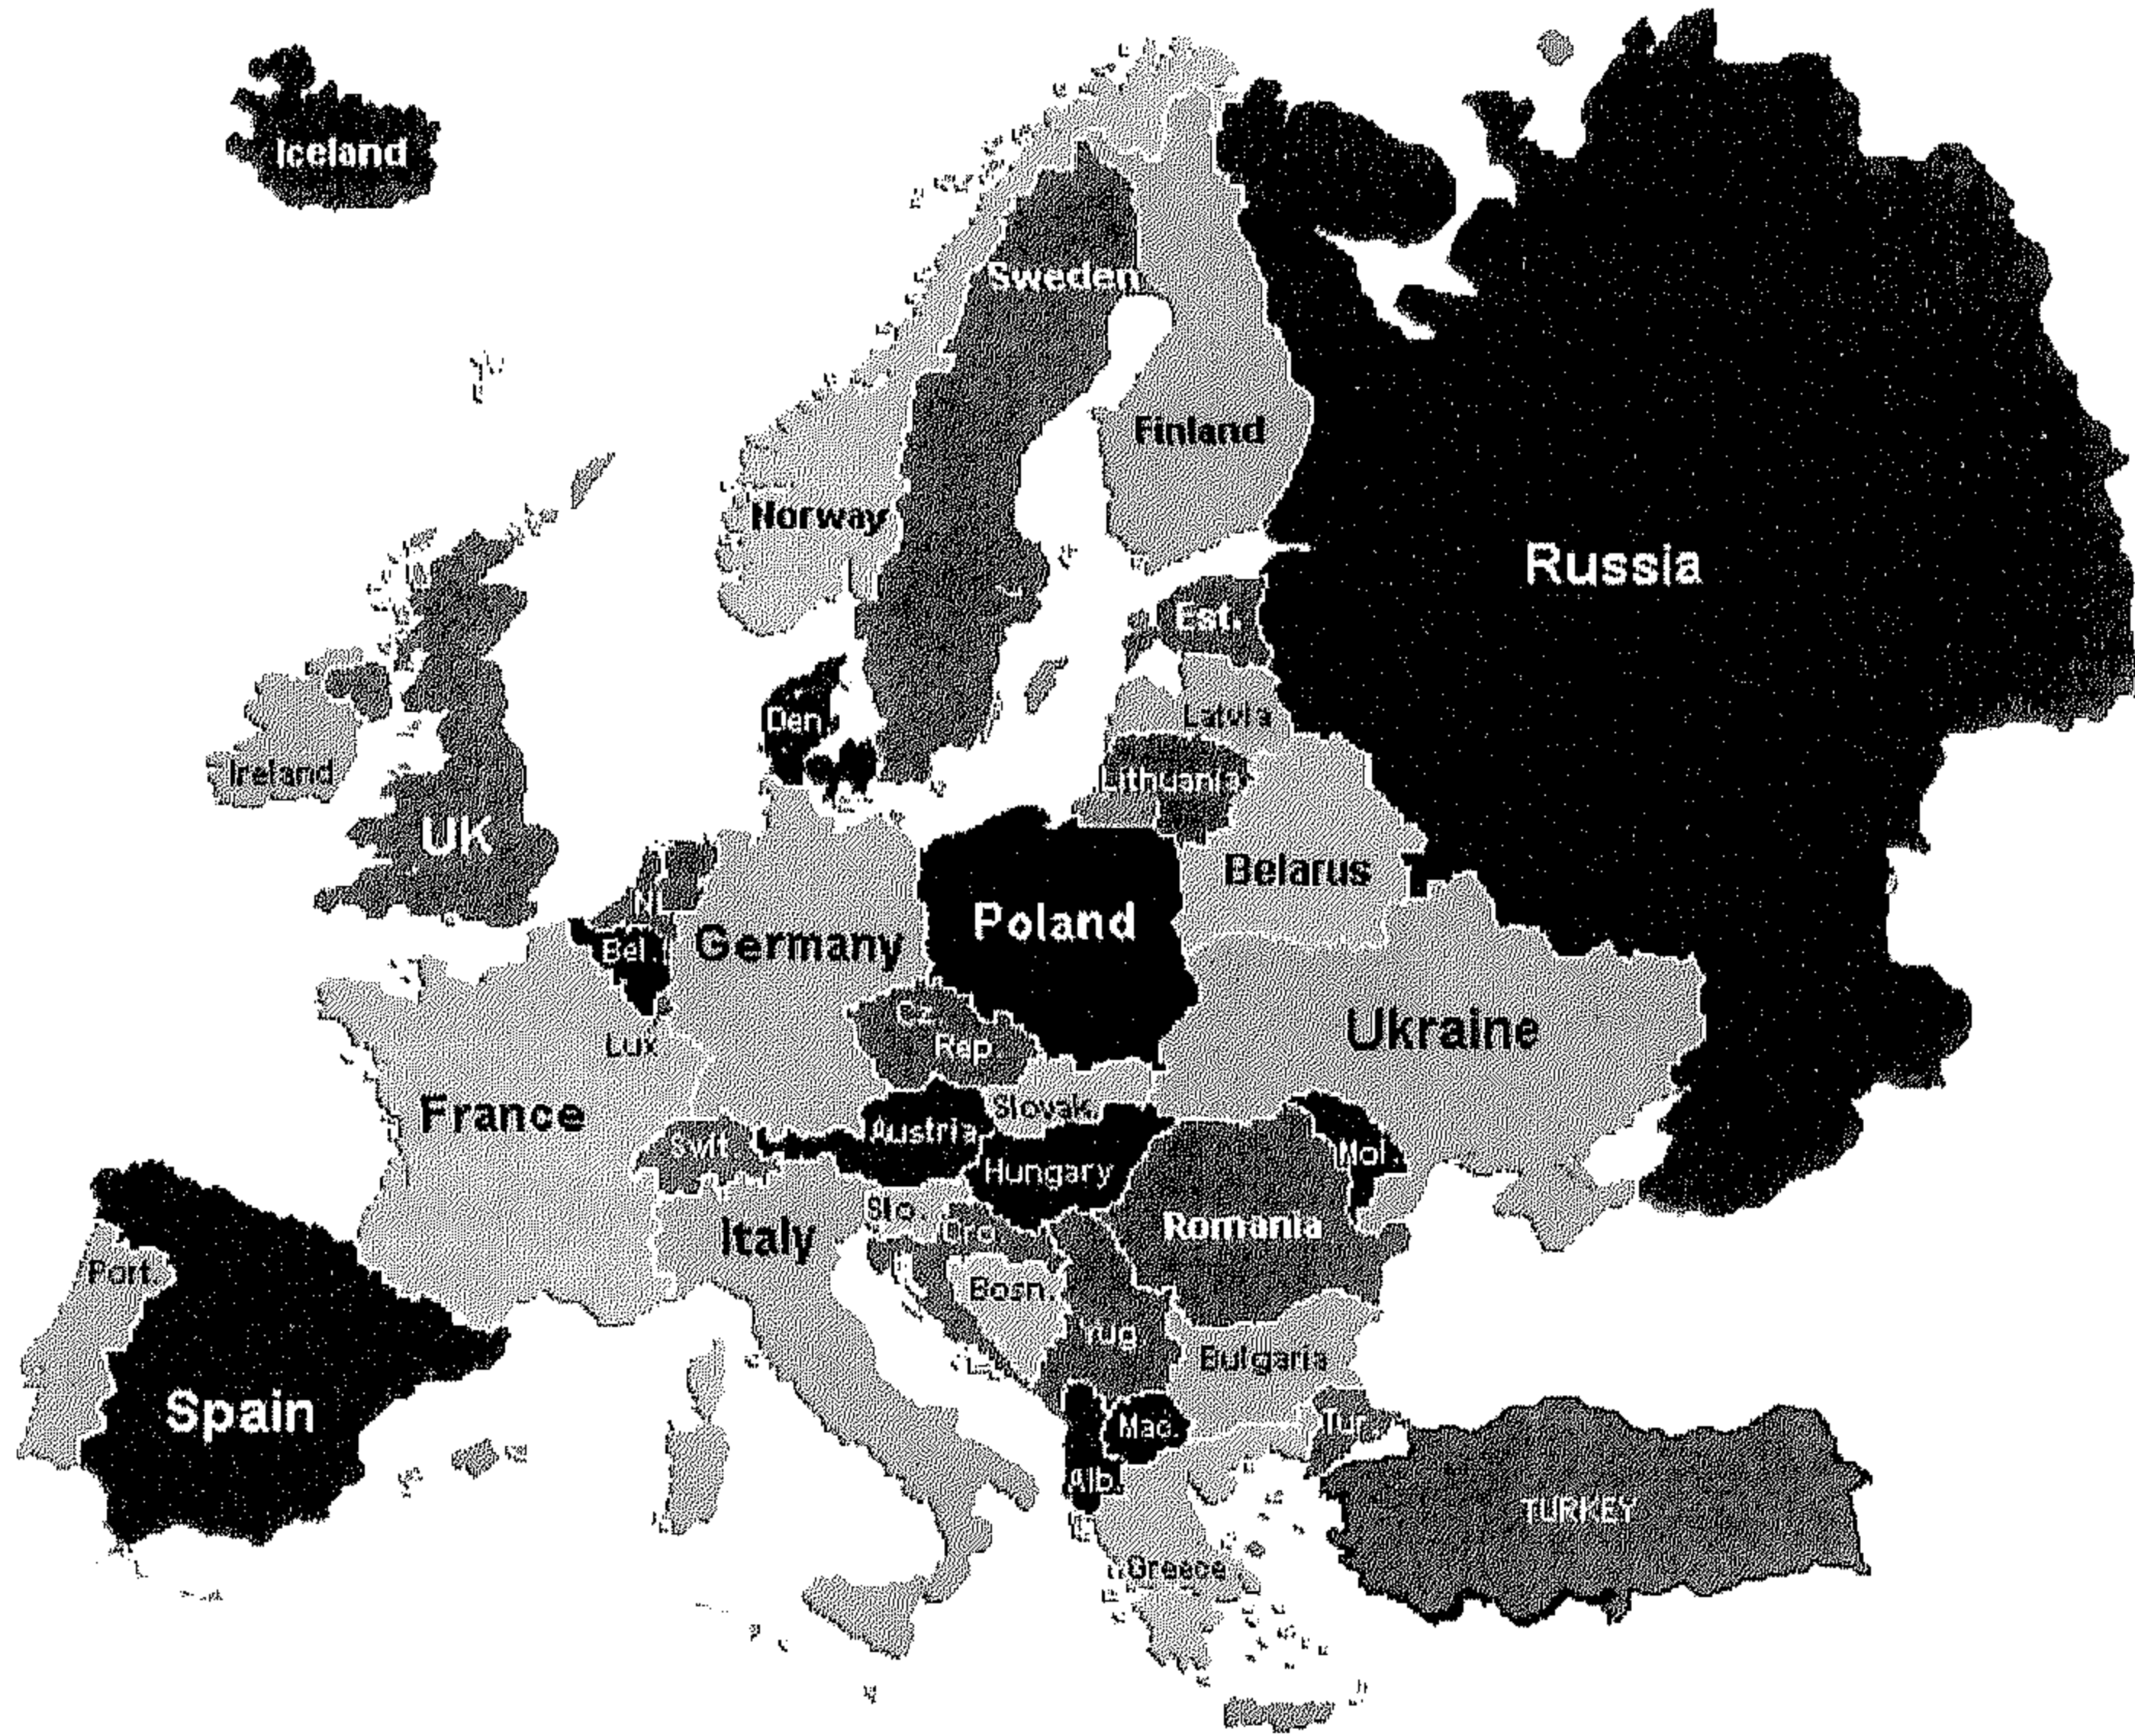 Iceland
Sweden
Finland
Norway
Russia
Est.
Latvia
Den.
Ireland
Lithuania
UK
Belarus
NL
Poland
Bel.
Germany
Cz.
Rep
Ukraine
Lux
France
Slovak.
Austria
Swit
Mol.
Hungary
Slo.
Cro.
Romania
Italy
Port.
Bosn.
Yug
Bulgaria
Spain
Mac.
Tur.
Alb.
TURKEY
Greece